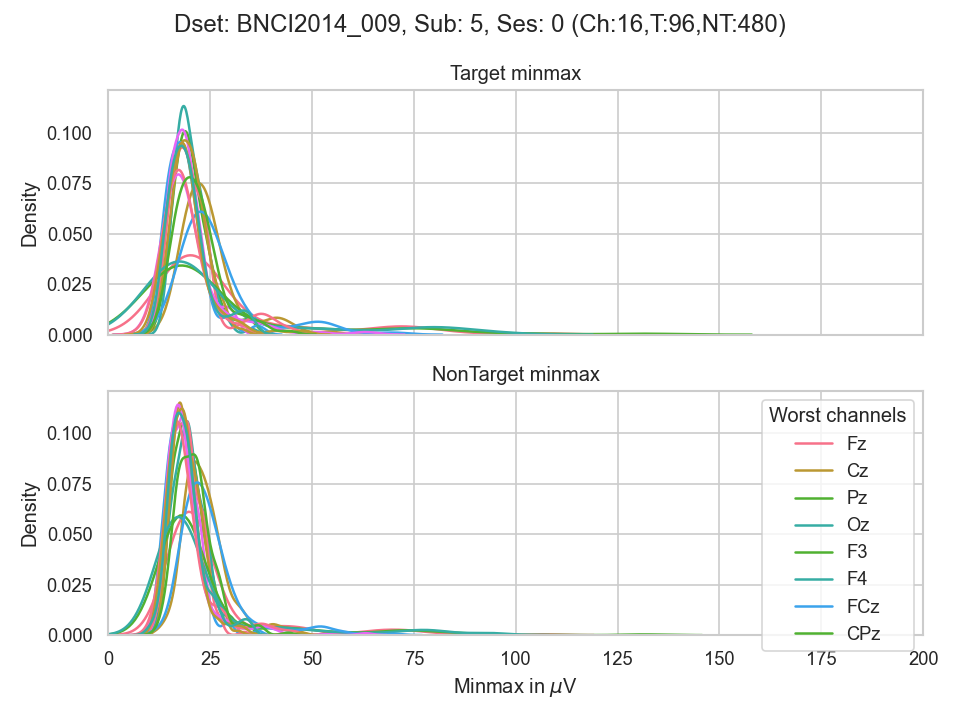 Dset: BNCI2014_009, Sub: 5, Ses: 0 (Ch:16,T:96,NT:480)
Target minmax
0.100
0.075
0.050
0.025
0.000
Density
NonTarget minmax
0.100
0.075
0.050
0.025
0.000
Density
Worst channels
Fz
Cz
Pz
Oz
F3
F4
FCz
CPz
0 25 50 75 100 125 150 175 200
Minmax in μV